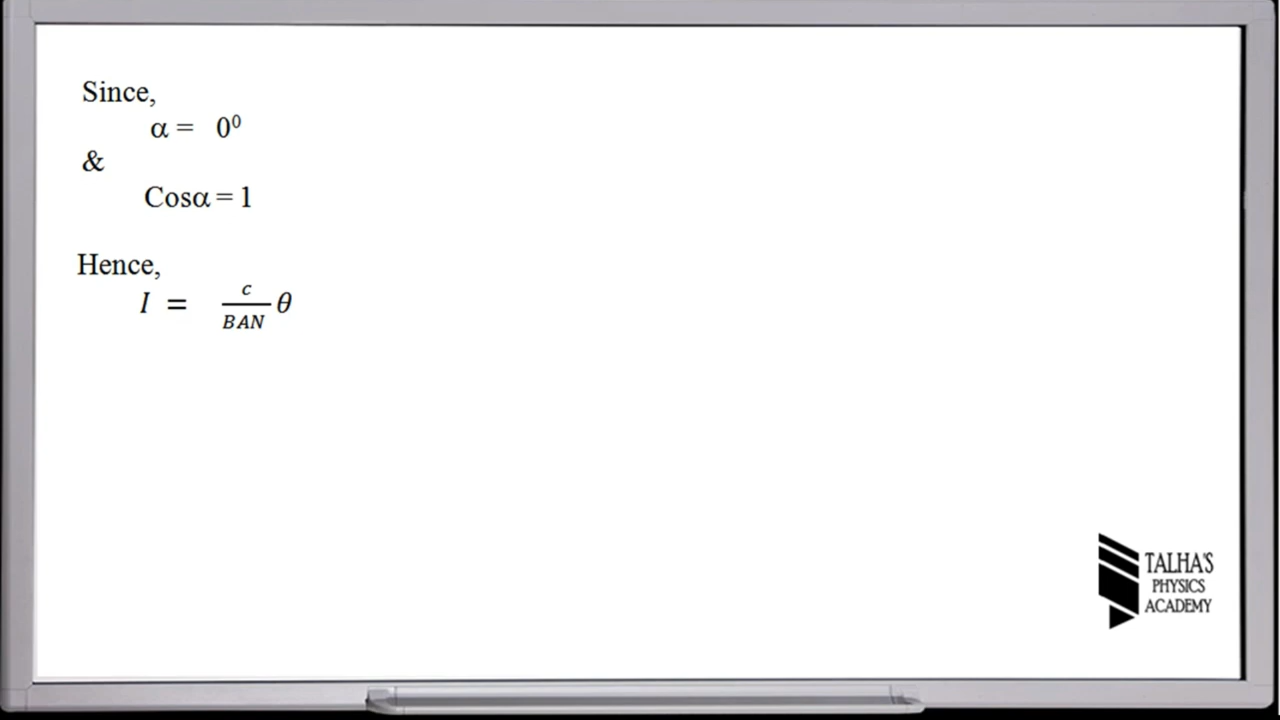 Since,
α = 0⁰
&
Cosα = 1
Hence,
I = c/BAN θ
TALHA'S
PHYSICS
ACADEMY